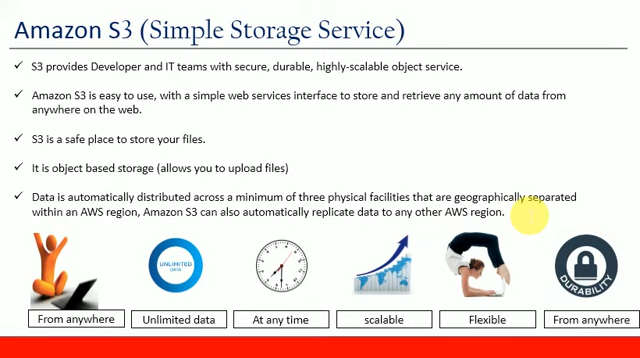 Amazon S3 (Simple Storage Service)
✓ S3 provides Developer and IT teams with secure, durable, highly-scalable object service.
✓ Amazon S3 is easy to use, with a simple web services interface to store and retrieve any amount of data from
anywhere on the web.
✓ S3 is a safe place to store your files.
✓ It is object based storage (allows you to upload files)
✓ Data is automatically distributed across a minimum of three physical facilities that are geographically separated
within an AWS region, Amazon S3 can also automatically replicate data to any other AWS region.
UNLIMITED
DATA
DURABILITY
From anywhere
Unlimited data
At any time
scalable
Flexible
From anywhere